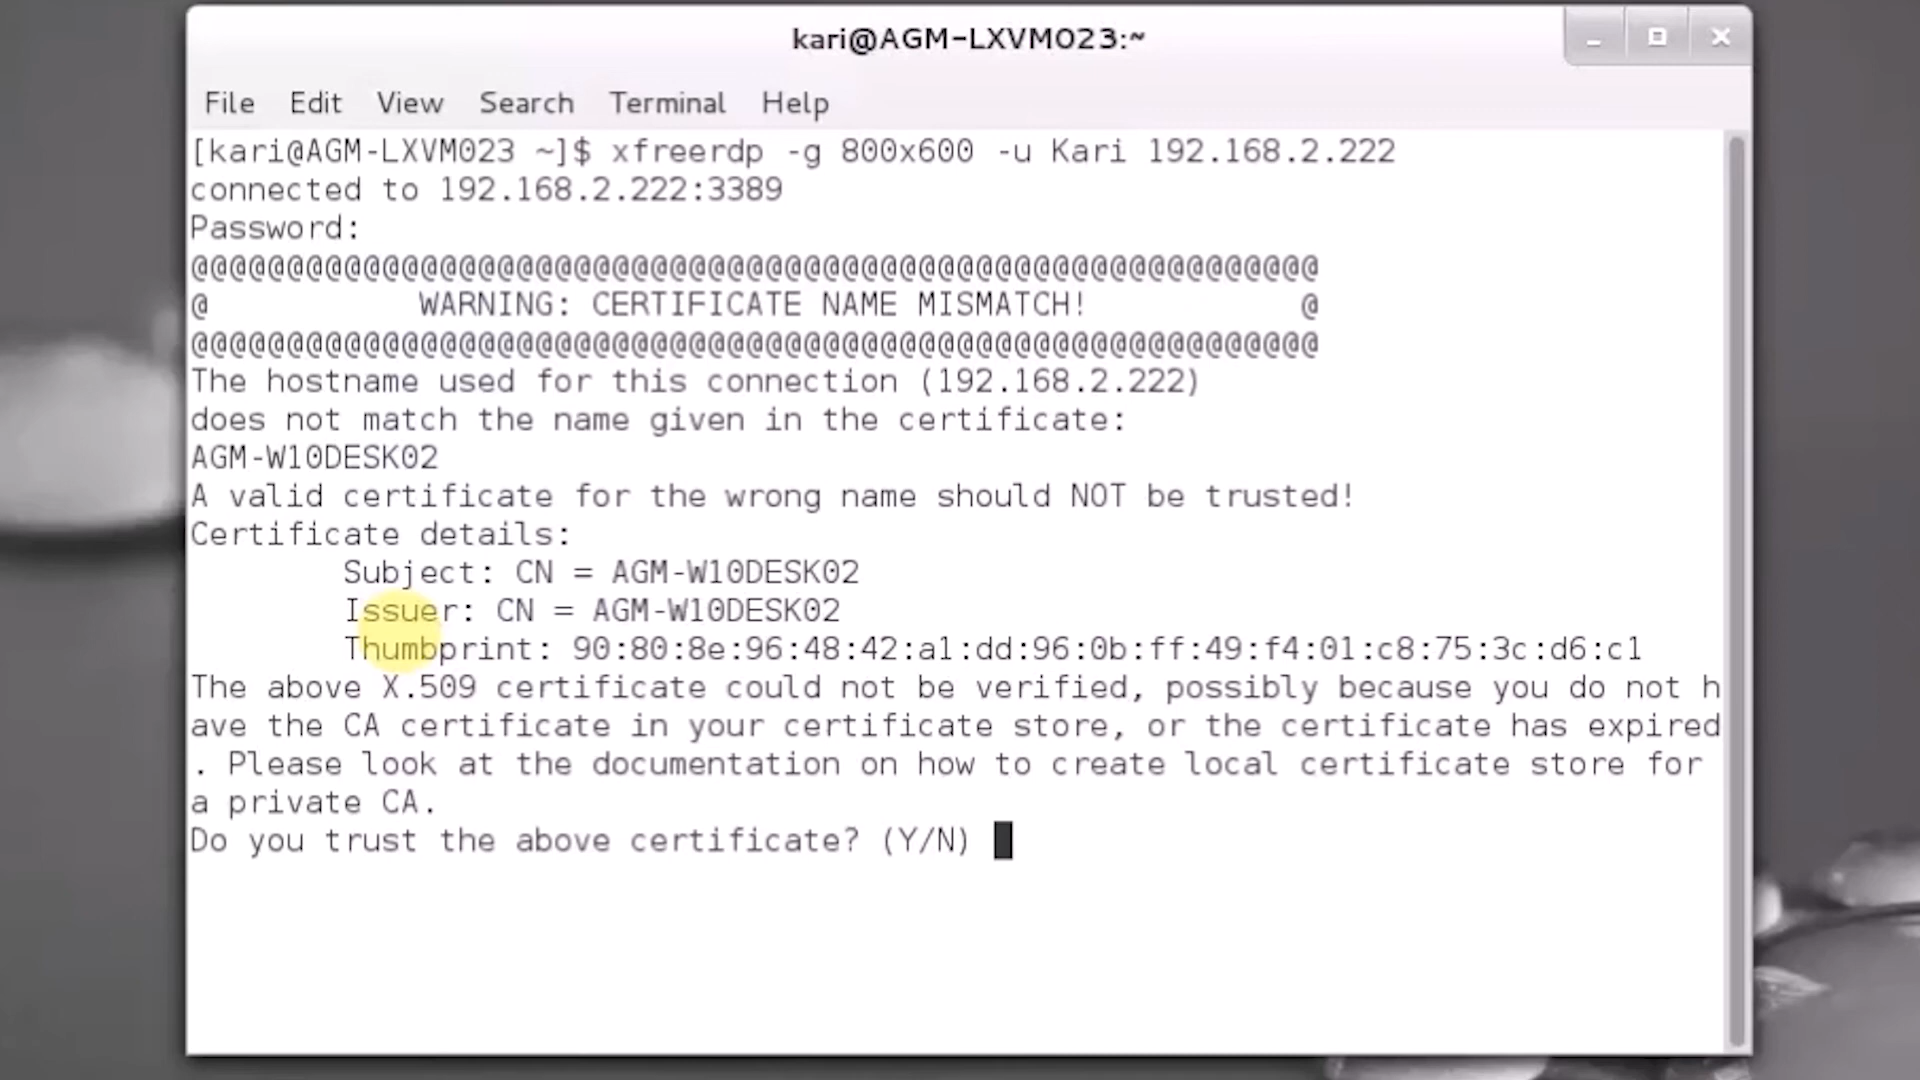 kari@AGM-LXVM023:~
File Edit View Search Terminal Help
[kari@AGM-LXVM023 ~]$ xfreerdp -g 800x600 -u Kari 192.168.2.222
connected to 192.168.2.222:3389
Password:
@@@@@@@@@@@@@@@@@@@@@@@@@@@@@@@@@@@@@@@@@@@@@@@@@@@@@@@@@@@
@           WARNING: CERTIFICATE NAME MISMATCH!           @
@@@@@@@@@@@@@@@@@@@@@@@@@@@@@@@@@@@@@@@@@@@@@@@@@@@@@@@@@@@
The hostname used for this connection (192.168.2.222)
does not match the name given in the certificate:
AGM-W10DESK02
A valid certificate for the wrong name should NOT be trusted!
Certificate details:
Subject: CN = AGM-W10DESK02
Issuer: CN = AGM-W10DESK02
Thumbprint: 90:80:8e:96:48:42:a1:dd:96:0b:ff:49:f4:01:c8:75:3c:d6:c1
The above X.509 certificate could not be verified, possibly because you do not h
ave the CA certificate in your certificate store, or the certificate has expired
. Please look at the documentation on how to create local certificate store for
a private CA.
Do you trust the above certificate? (Y/N)